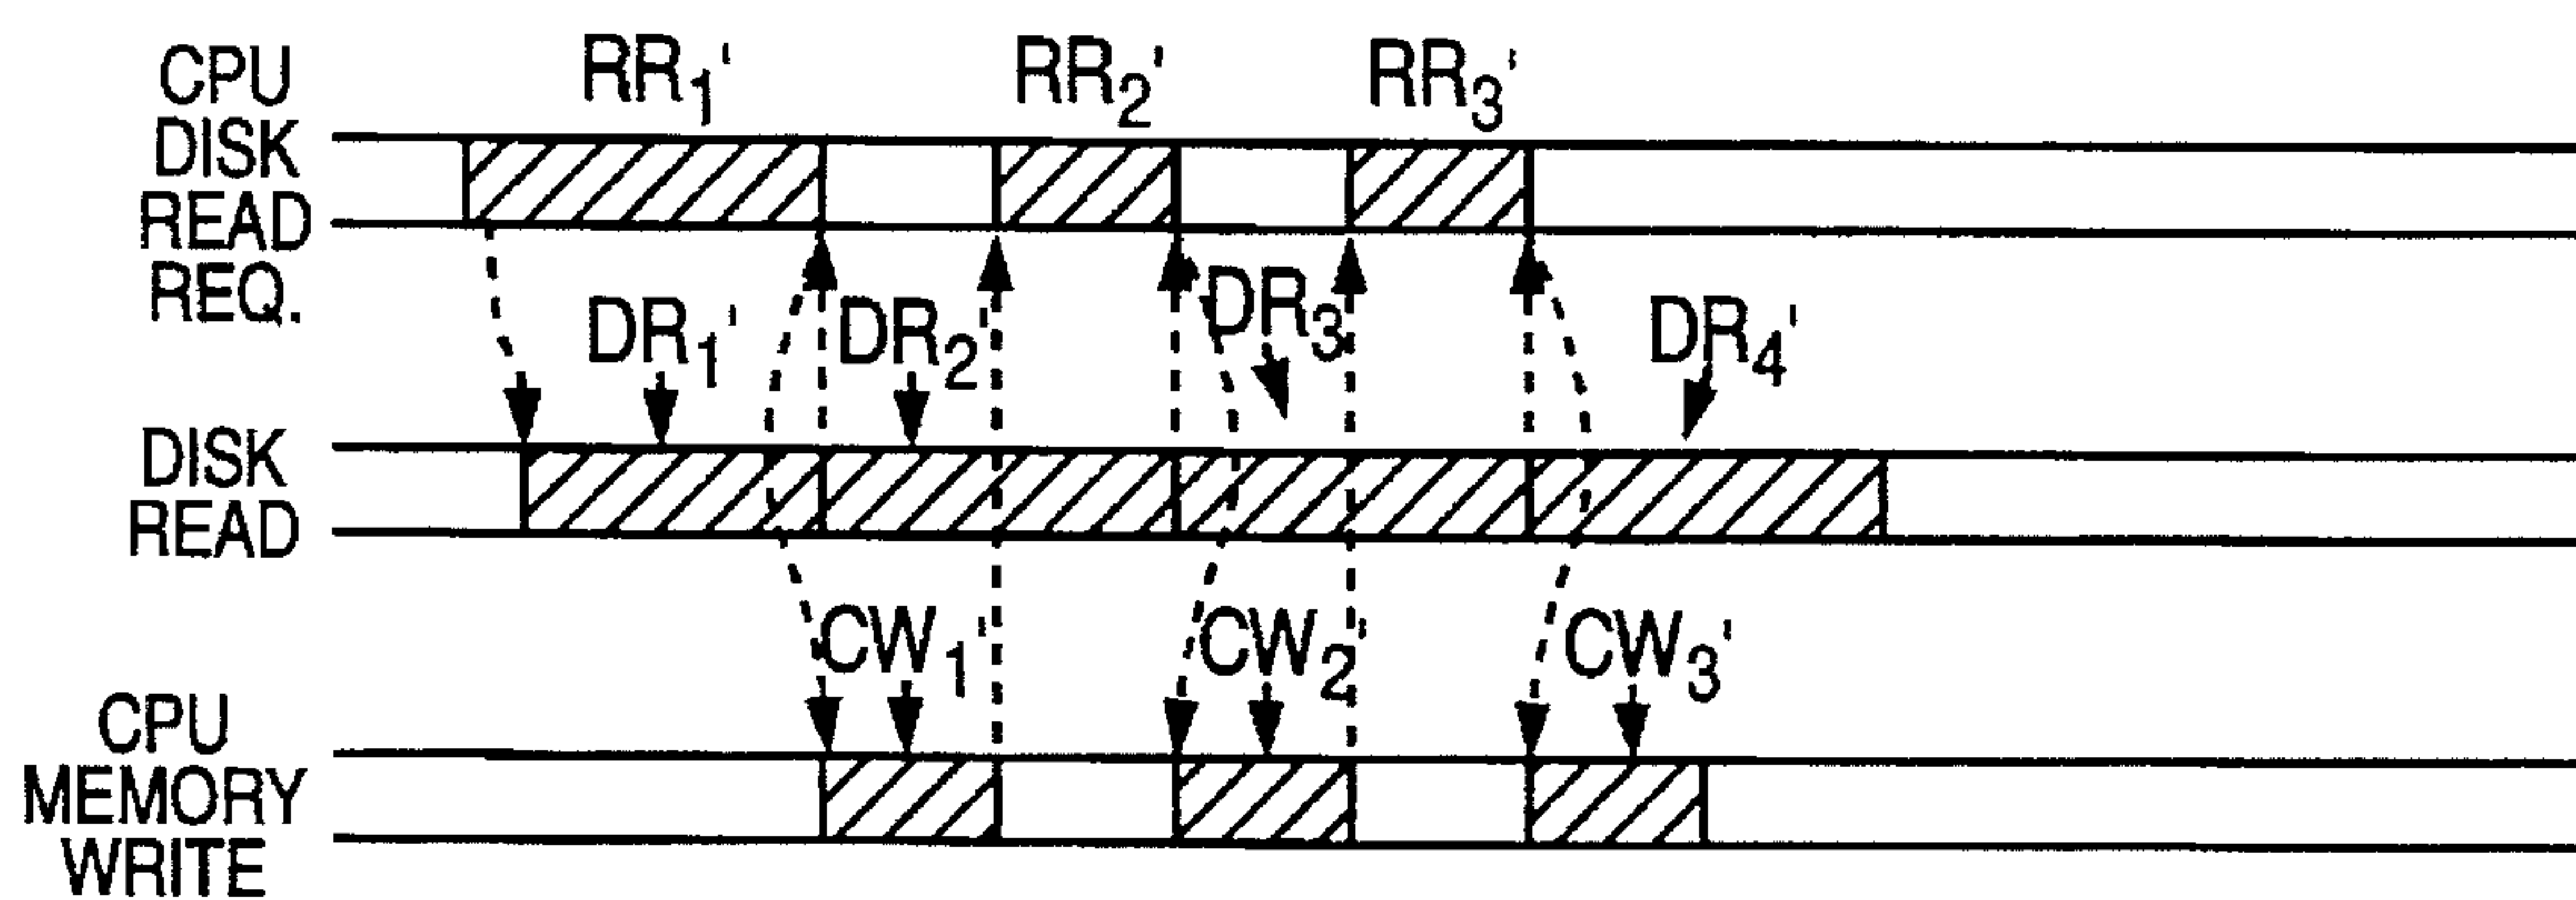 CPU
DISK
READ
REQ.
RR₁' RR₂' RR₃'
DR₁' DR₂' DR₃ DR₄'
DISK
READ
CW₁' CW₂' CW₃'
CPU
MEMORY
WRITE